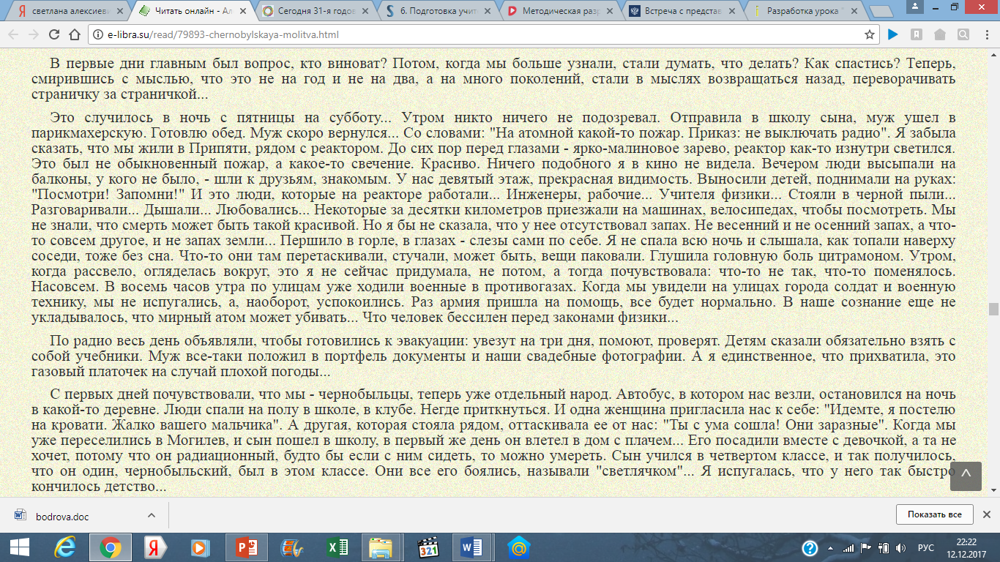 светлана алексиеви
Читать онлайн - Ал
Сегодня 31-я годов
6. Подготовка учит
Методическая разр
Встреча с представ
Разработка урока "
e-libra.su/read/79893-chernobylskaya-molitva.html
В первые дни главным был вопрос, кто виноват? Потом, когда мы больше узнали, стали думать, что делать? Как спастись? Теперь,
смирившись с мыслью, что это не на год и не на два, а на много поколений, стали в мыслях возвращаться назад, переворачивать
страничку за страничкой...
Это случилось в ночь с пятницы на субботу... Утром никто ничего не подозревал. Отправила в школу сына, муж ушел в
парикмахерскую. Готовлю обед. Муж скоро вернулся... Со словами: "На атомной какой-то пожар. Приказ: не выключать радио". Я забыла
сказать, что мы жили в Припяти, рядом с реактором. До сих пор перед глазами - ярко-малиновое зарево, реактор как-то изнутри светился.
Это был не обыкновенный пожар, а какое-то свечение. Красиво. Ничего подобного я в кино не видела. Вечером люди высыпали на
балконы, у кого не было, - шли к друзьям, знакомым. У нас девятый этаж, прекрасная видимость. Выносили детей, поднимали на руках:
"Посмотри! Запомни!" И это люди, которые на реакторе работали... Инженеры, рабочие... Учителя физики... Стояли в черной пыли...
Разговаривали... Дышали... Любовались... Некоторые за десятки километров приезжали на машинах, велосипедах, чтобы посмотреть. Мы
не знали, что смерть может быть такой красивой. Но я бы не сказала, что у нее отсутствовал запах. Не весенний и не осенний запах, а что-
то совсем другое, и не запах земли... Першило в горле, в глазах - слезы сами по себе. Я не спала всю ночь и слышала, как топали наверху
соседи, тоже без сна. Что-то они там перетаскивали, стучали, может быть, вещи паковали. Глушила головную боль цитрамоном. Утром,
когда рассвело, огляделась вокруг, это я не сейчас придумала, не потом, а тогда почувствовала: что-то не так, что-то поменялось.
Насовсем. В восемь часов утра по улицам уже ходили военные в противогазах. Когда мы увидели на улицах города солдат и военную
технику, мы не испугались, а, наоборот, успокоились. Раз армия пришла на помощь, все будет нормально. В наше сознание еще не
укладывалось, что мирный атом может убивать... Что человек бессилен перед законами физики...
По радио весь день объявляли, чтобы готовились к эвакуации: увезут на три дня, помоют, проверят. Детям сказали обязательно взять с
собой учебники. Муж все-таки положил в портфель документы и наши свадебные фотографии. А я единственное, что прихватила, это
газовый платочек на случай плохой погоды...
С первых дней почувствовали, что мы - чернобыльцы, теперь уже отдельный народ. Автобус, в котором нас везли, остановился на ночь
в какой-то деревне. Люди спали на полу в школе, в клубе. Негде приткнуться. И одна женщина пригласила нас к себе: "Идемте, я постелю
на кровати. Жалко вашего мальчика". А другая, которая стояла рядом, оттаскивала ее от нас: "Ты с ума сошла! Они заразные". Когда мы
уже переселились в Могилев, и сын пошел в школу, в первый же день он влетел в дом с плачем... Его посадили вместе с девочкой, а та не
хочет, потому что он радиационный, будто бы если с ним сидеть, то можно умереть. Сын учился в четвертом классе, и так получилось,
что он один, чернобыльский, был в этом классе. Они все его боялись, называли "светлячком"... Я испугалась, что у него так быстро
кончилось детство...
bodrova.doc
Показать все
321
РУС
22:22
12.12.2017